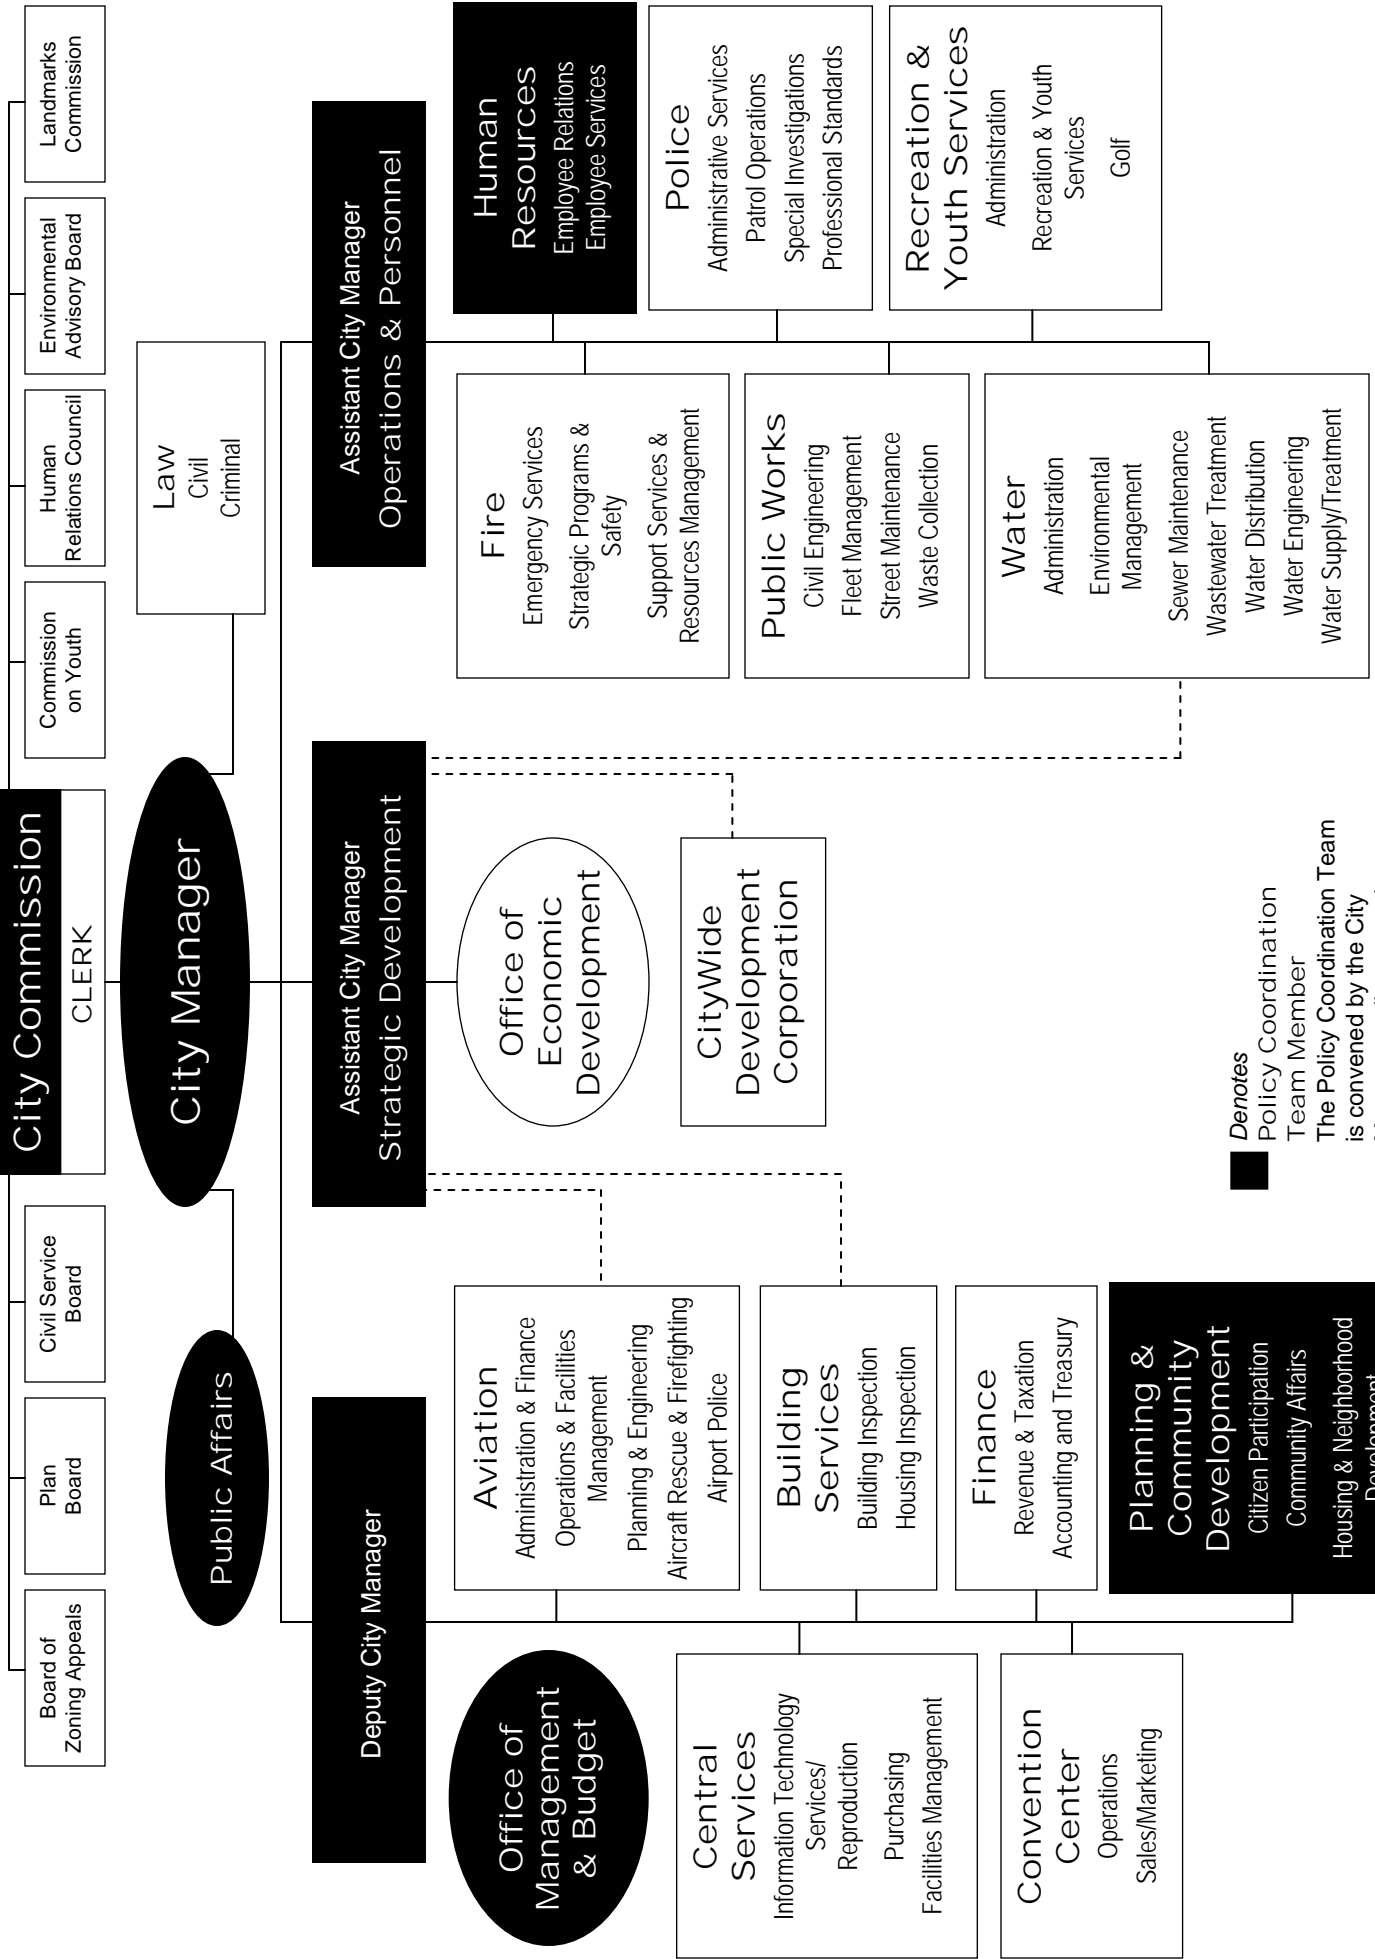 City Commission
CLERK
Board of
Zoning Appeals
Plan
Board
Civil Service
Board
Commission
on Youth
Human
Relations Council
Environmental
Advisory Board
Landmarks
Commission
City Manager
Public Affairs
Law
Civil
Criminal
Deputy City Manager
Assistant City Manager
Strategic Development
Assistant City Manager
Operations & Personnel
Office of
Management
& Budget
Central
Services
Information Technology
Services/
Reproduction
Purchasing
Facilities Management
Convention
Center
Operations
Sales/Marketing
Aviation
Administration & Finance
Operations & Facilities
Management
Planning & Engineering
Aircraft Rescue & Firefighting
Airport Police
Building
Services
Building Inspection
Housing Inspection
Finance
Revenue & Taxation
Accounting and Treasury
Planning &
Community
Development
Citizen Participation
Community Affairs
Housing & Neighborhood
Development
Office of
Economic
Development
CityWide
Development
Corporation
Fire
Emergency Services
Strategic Programs &
Safety
Support Services &
Resources Management
Public Works
Civil Engineering
Fleet Management
Street Maintenance
Waste Collection
Water
Administration
Environmental
Management
Sewer Maintenance
Wastewater Treatment
Water Distribution
Water Engineering
Water Supply/Treatment
Human
Resources
Employee Relations
Employee Services
Police
Administrative Services
Patrol Operations
Special Investigations
Professional Standards
Recreation &
Youth Services
Administration
Recreation & Youth
Services
Golf
Denotes
Policy Coordination
Team Member
The Policy Coordination Team
is convened by the City